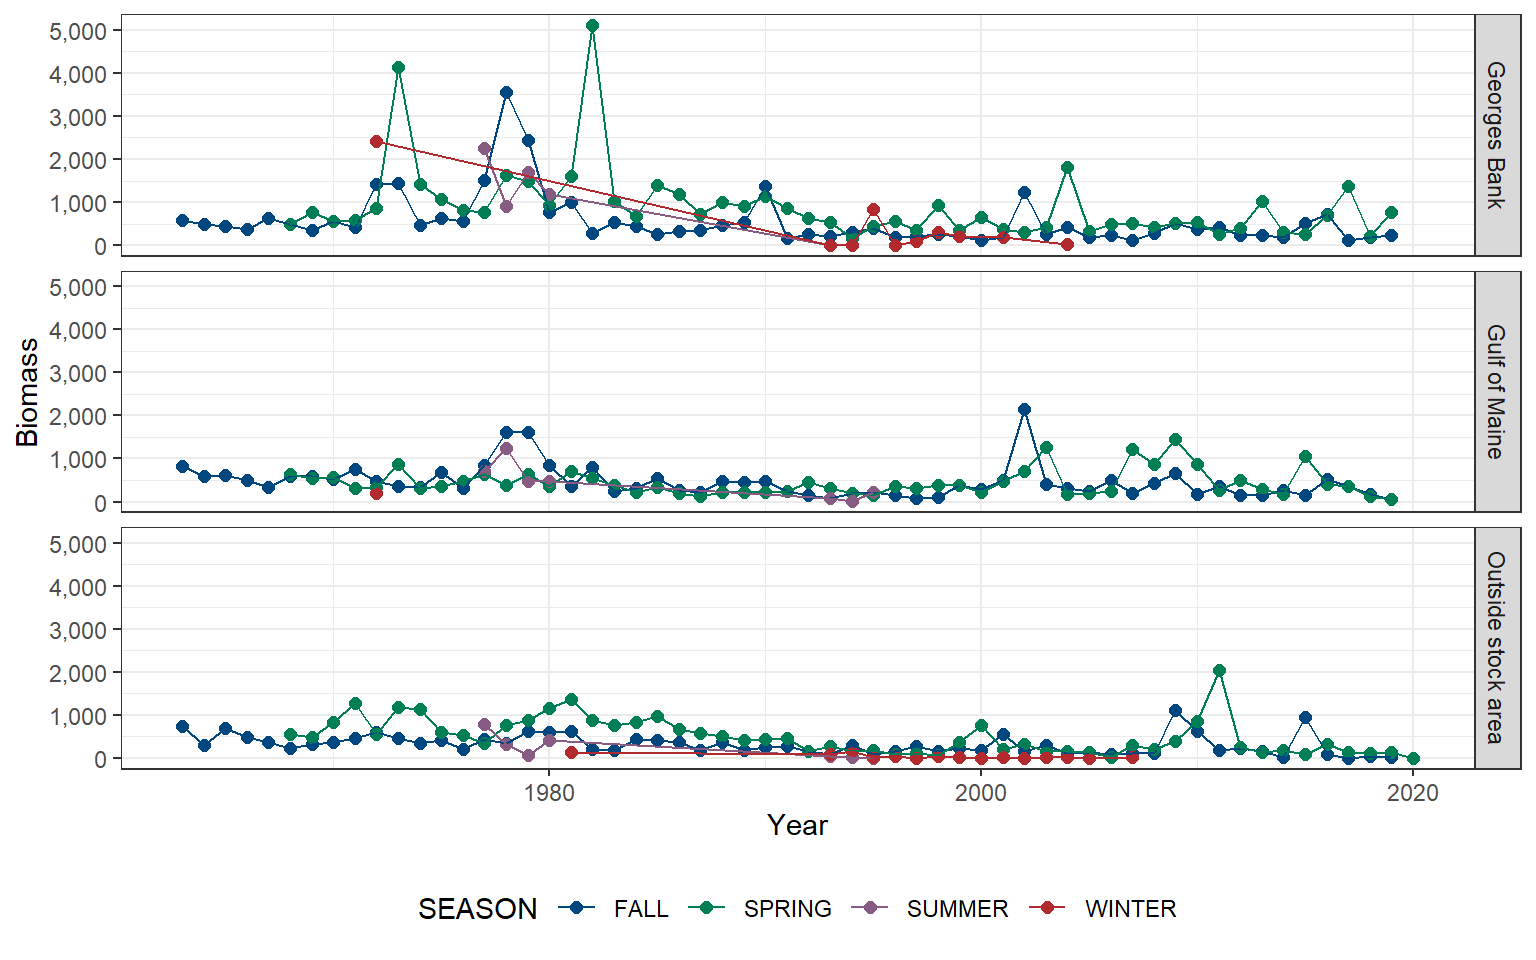 5,000
4,000
3,000
2,000
1,000
0
Georges Bank
5,000
4,000
3,000
2,000
1,000
0
Gulf of Maine
Biomass
5,000
4,000
3,000
2,000
1,000
0
Outside stock area
1980 2000 2020
Year
SEASON FALL SPRING SUMMER WINTER